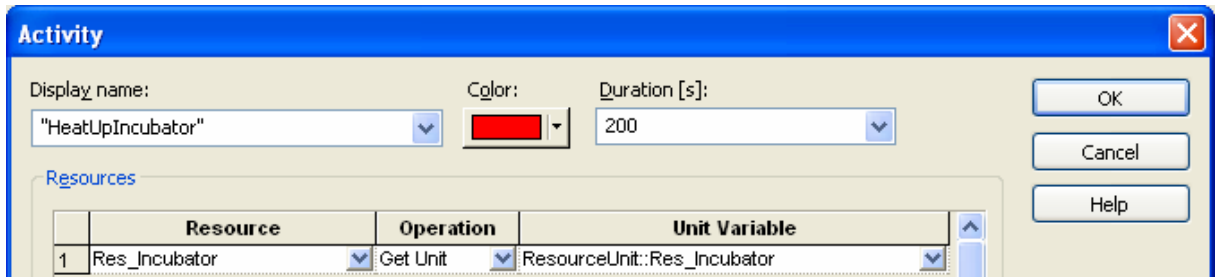 Activity
Display name: Color: Duration [s]:
"HeatUpIncubator" 200
OK
Cancel
Help
Resources
Resource Operation Unit Variable
1 Res_Incubator Get Unit ResourceUnit::Res_Incubator